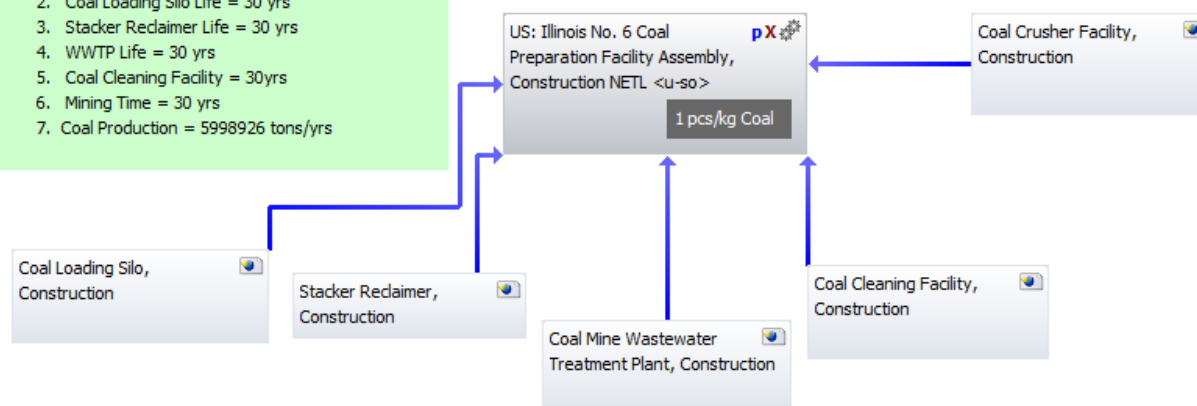 2. Coal Loading Silo Life = 30 yrs
3. Stacker Reclaimer Life = 30 yrs
4. WWTP Life = 30 yrs
5. Coal Cleaning Facility = 30yrs
6. Mining Time = 30 yrs
7. Coal Production = 5998926 tons/yrs
US: Illinois No. 6 Coal pX
Preparation Facility Assembly,
Construction NETL <u-so>
1 pcs/kg Coal
Coal Crusher Facility,
Construction
Coal Loading Silo,
Construction
Stacker Reclaimer,
Construction
Coal Mine Wastewater
Treatment Plant, Construction
Coal Cleaning Facility,
Construction